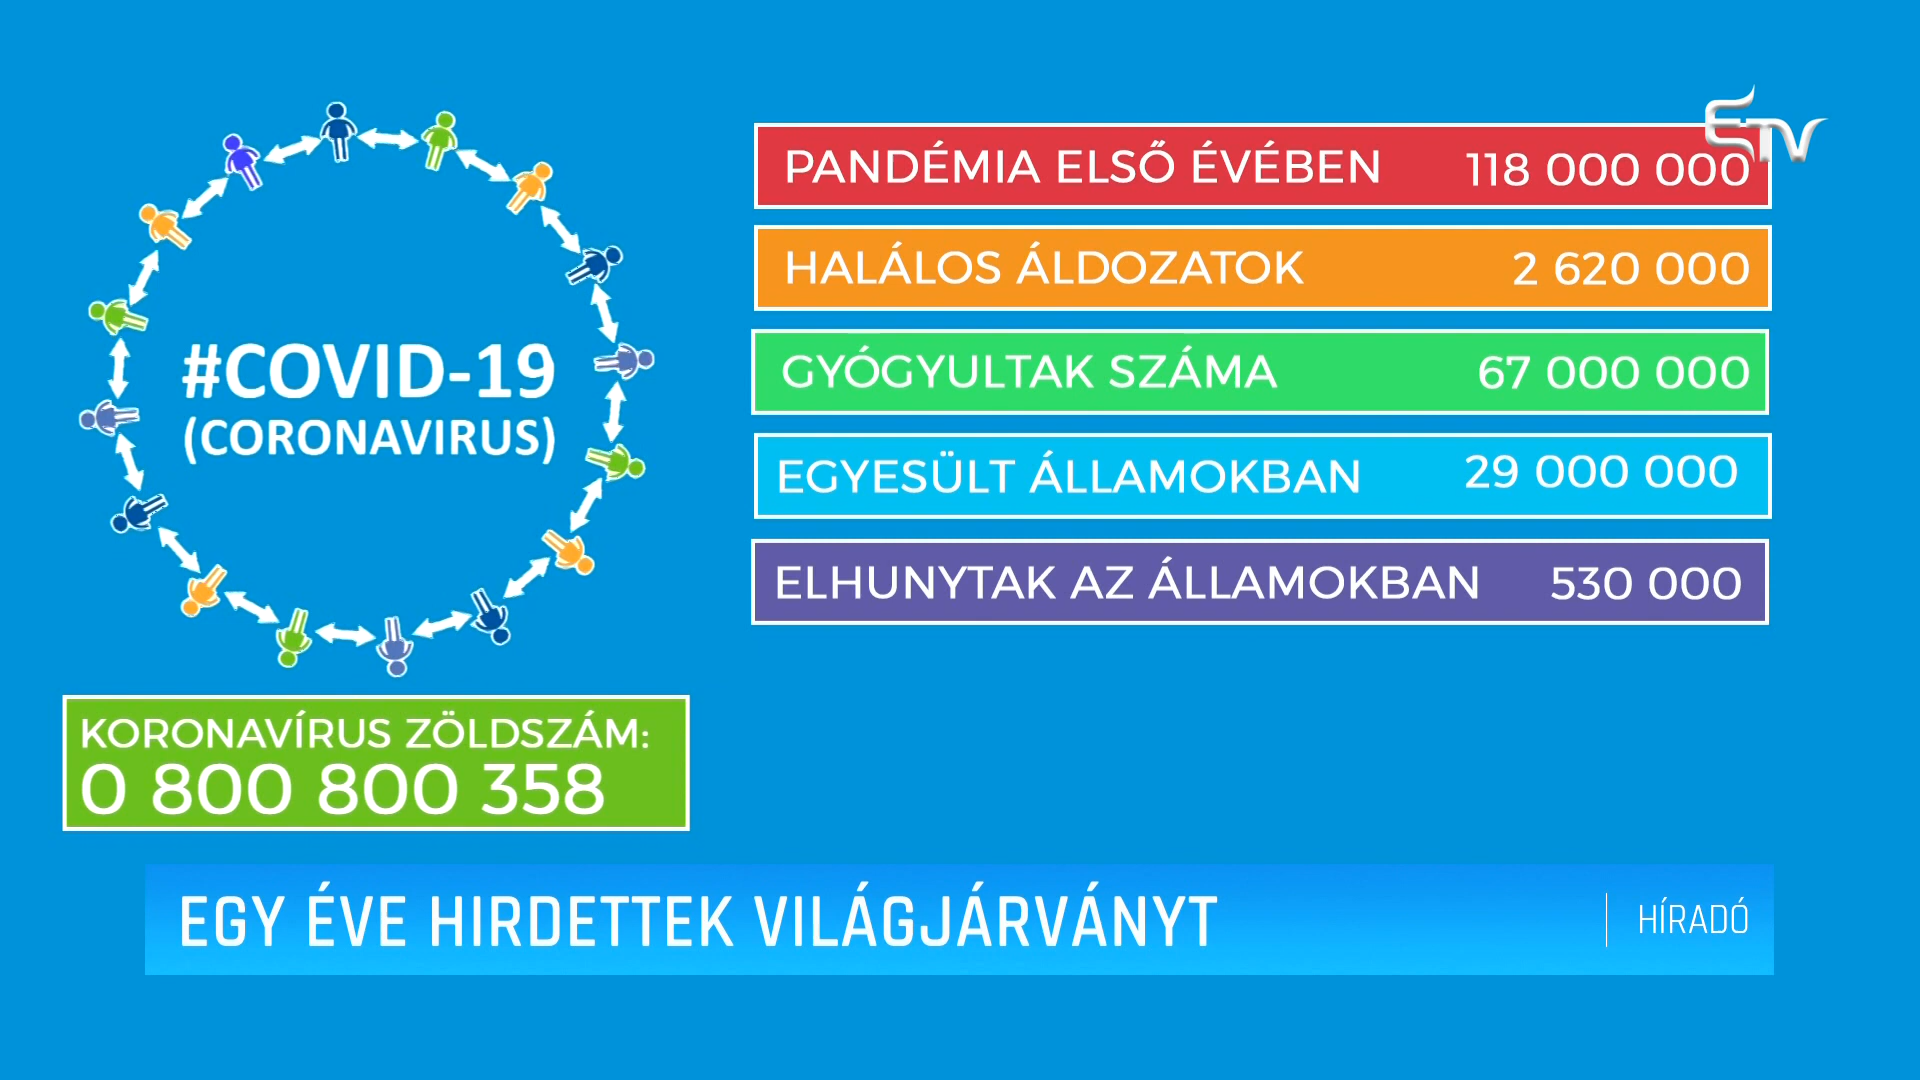 ETV
PANDÉMIA ELSŐ ÉVÉBEN 118 000 000
HALÁLOS ÁLDOZATOK 2 620 000
GYÓGYULTAK SZÁMA 67 000 000
EGYESÜLT ÁLLAMOKBAN 29 000 000
ELHUNYTAK AZ ÁLLAMOKBAN 530 000
#COVID-19
(CORONAVIRUS)
KORONAVÍRUS ZÖLDSZÁM:
0 800 800 358
EGY ÉVE HIRDETTEK VILÁGJÁRVÁNYT
HÍRADÓ